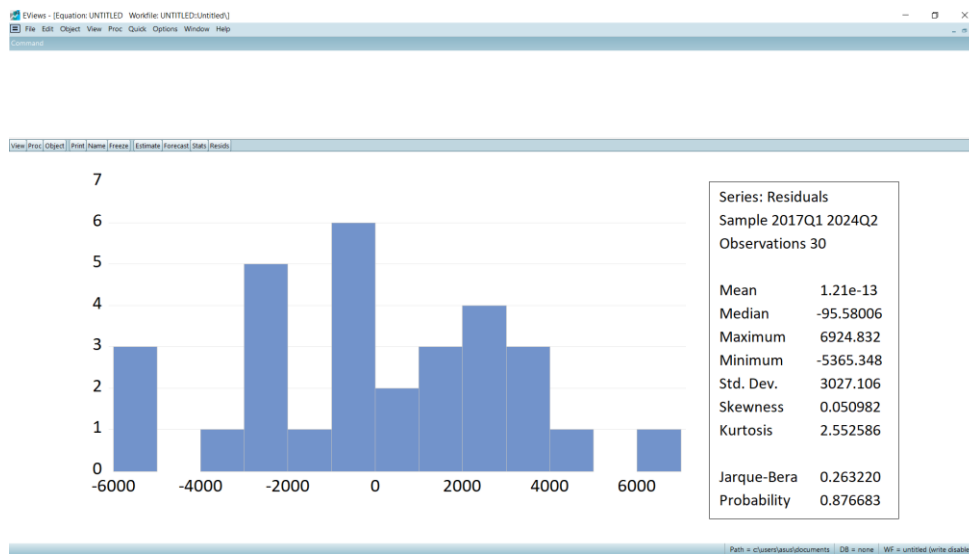 EViews - [Equation: UNTITLED   Workfile: UNTITLED::Untitled\]
File Edit Object View Proc Quick Options Window Help
Command
View Proc Object Print Name Freeze Estimate Forecast Stats Resids
7
6
5
4
3
2
1
0
-6000 -4000 -2000 0 2000 4000 6000
Series: Residuals
Sample 2017Q1 2024Q2
Observations 30
Mean 1.21e-13
Median -95.58006
Maximum 6924.832
Minimum -5365.348
Std. Dev. 3027.106
Skewness 0.050982
Kurtosis 2.552586
Jarque-Bera 0.263220
Probability 0.876683
Path = c:\users\asus\documents DB = none WF = untitled (write disable